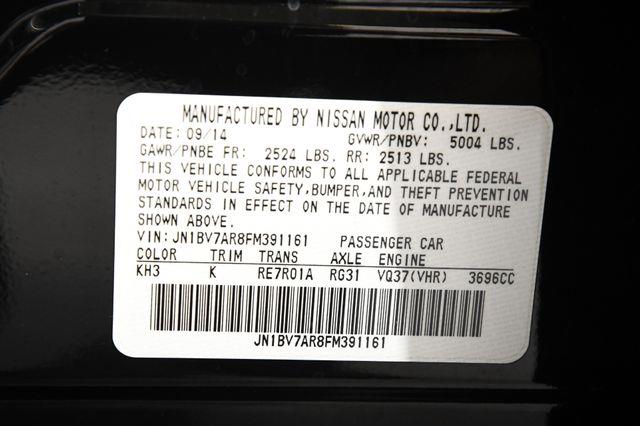 MANUFACTURED BY NISSAN MOTOR CO.,LTD.
DATE: 09/14 GVWR/PNBV: 5004 LBS.
GAWR/PNBE FR: 2524 LBS. RR: 2513 LBS.
THIS VEHICLE CONFORMS TO ALL APPLICABLE FEDERAL
MOTOR VEHICLE SAFETY,BUMPER,AND THEFT PREVENTION
STANDARDS IN EFFECT ON THE DATE OF MANUFACTURE
SHOWN ABOVE.
VIN:JN1BV7AR8FM391161 PASSENGER CAR
COLOR TRIM TRANS AXLE ENGINE
KH3 K RE7R01A RG31 VQ37(VHR) 3696CC
JN1BV7AR8FM391161